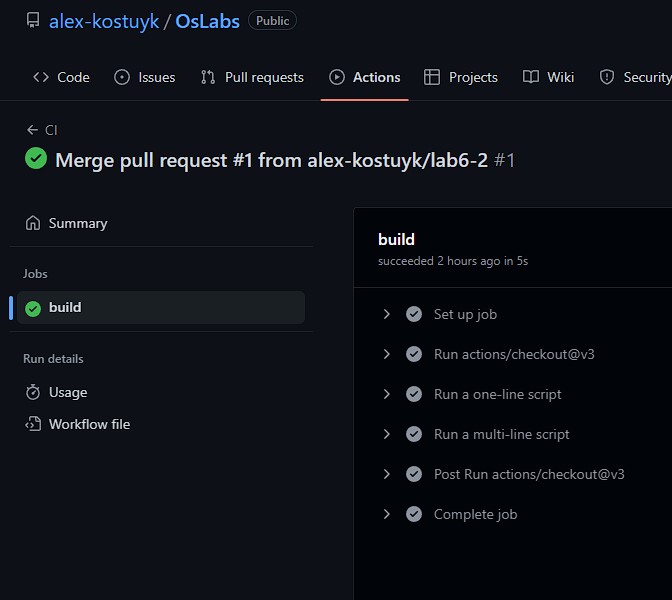 alex-kostuyk / OsLabs Public
Code Issues Pull requests Actions Projects Wiki Security
CI
Merge pull request #1 from alex-kostuyk/lab6-2 #1
Summary
Jobs
build
Run details
Usage
Workflow file
build
succeeded 2 hours ago in 5s
Set up job
Run actions/checkout@v3
Run a one-line script
Run a multi-line script
Post Run actions/checkout@v3
Complete job